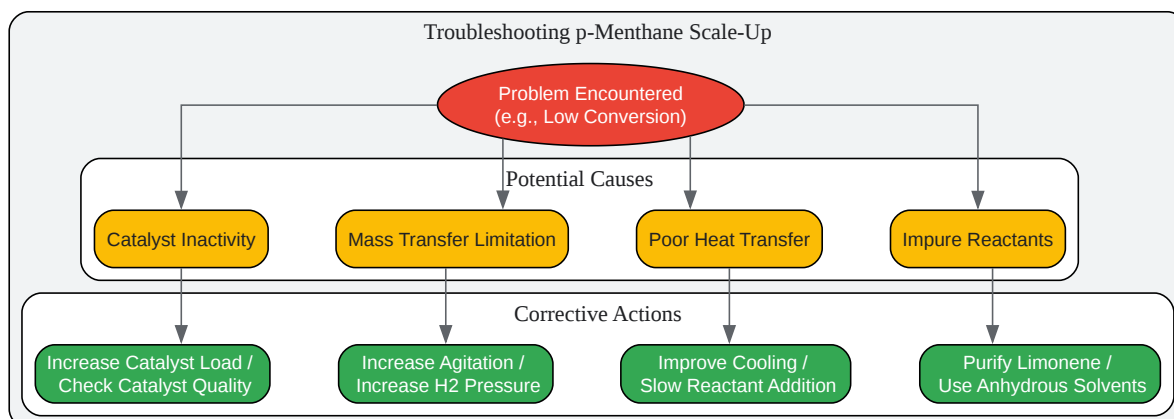 Troubleshooting p-Menthane Scale-Up
Problem Encountered
(e.g., Low Conversion)
Potential Causes
Catalyst Inactivity
Mass Transfer Limitation
Poor Heat Transfer
Impure Reactants
Corrective Actions
Increase Catalyst Load /
Check Catalyst Quality
Increase Agitation /
Increase H2 Pressure
Improve Cooling /
Slow Reactant Addition
Purify Limonene /
Use Anhydrous Solvents